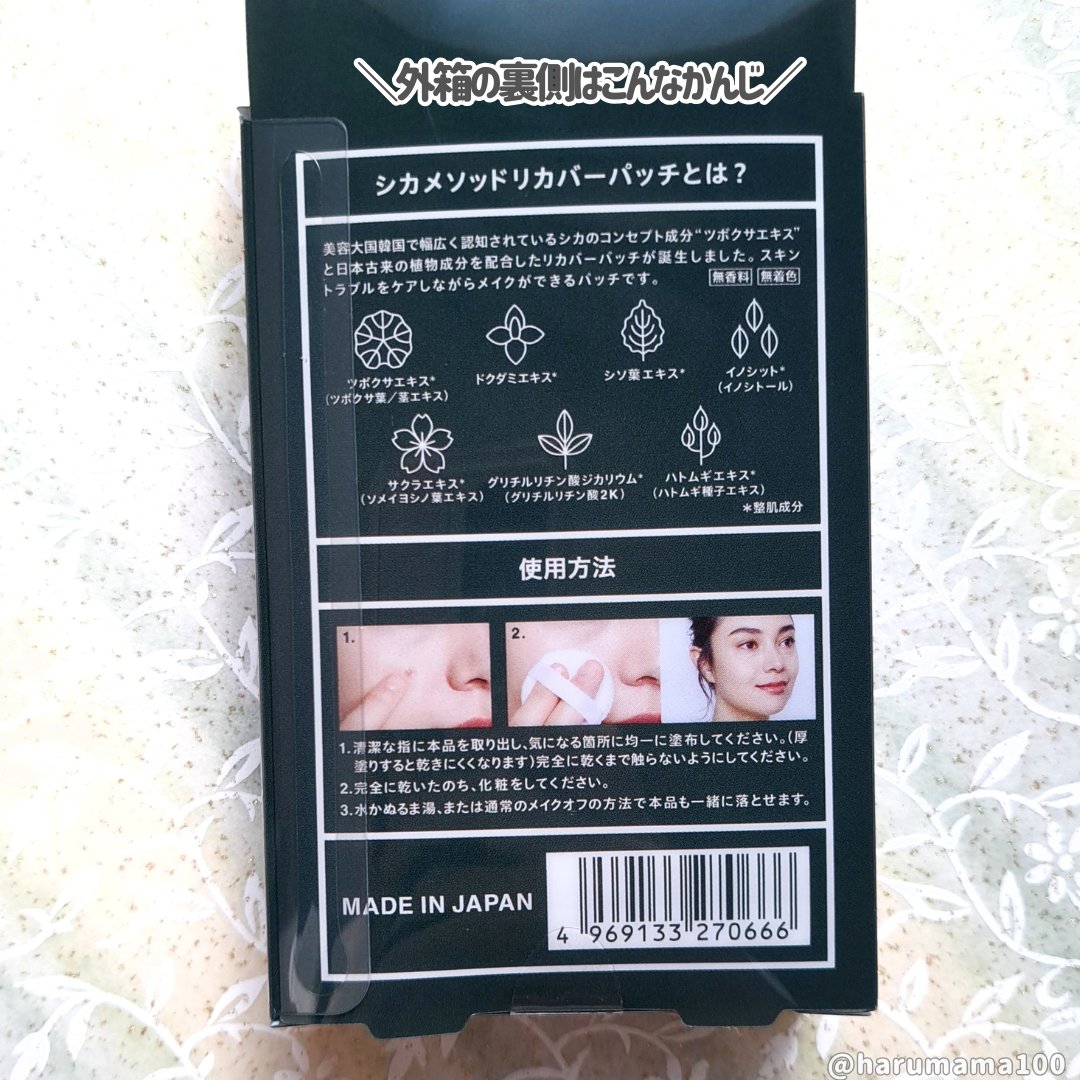 ＼外箱の裏側はこんなかんじ／
シカメソッドリカバーパッチとは？
美容大国韓国で幅広く認知されているシカのコンセプト成分“ツボクサエキス”
と日本古来の植物成分を配合したリカバーパッチが誕生しました。スキン
トラブルをケアしながらメイクができるパッチです。 無香料 無着色
ツボクサエキス*
（ツボクサ葉／茎エキス）
ドクダミエキス*
シソ葉エキス*
イノシット*
（イノシトール）
サクラエキス*
（ソメイヨシノ葉エキス）
グリチルリチン酸ジカリウム*
（グリチルリチン酸2K）
ハトムギエキス*
（ハトムギ種子エキス）
＊整肌成分
使用方法
1.
2.
1.清潔な指に本品を取り出し、気になる箇所に均一に塗布してください。（厚
塗りすると乾きにくくなります）完全に乾くまで触らないようにしてください。
2.完全に乾いたのち、化粧をしてください。
3.水かぬるま湯、または通常のメイクオフの方法で本品も一緒に落とせます。
MADE IN JAPAN
4 969133 270666
@harumama100